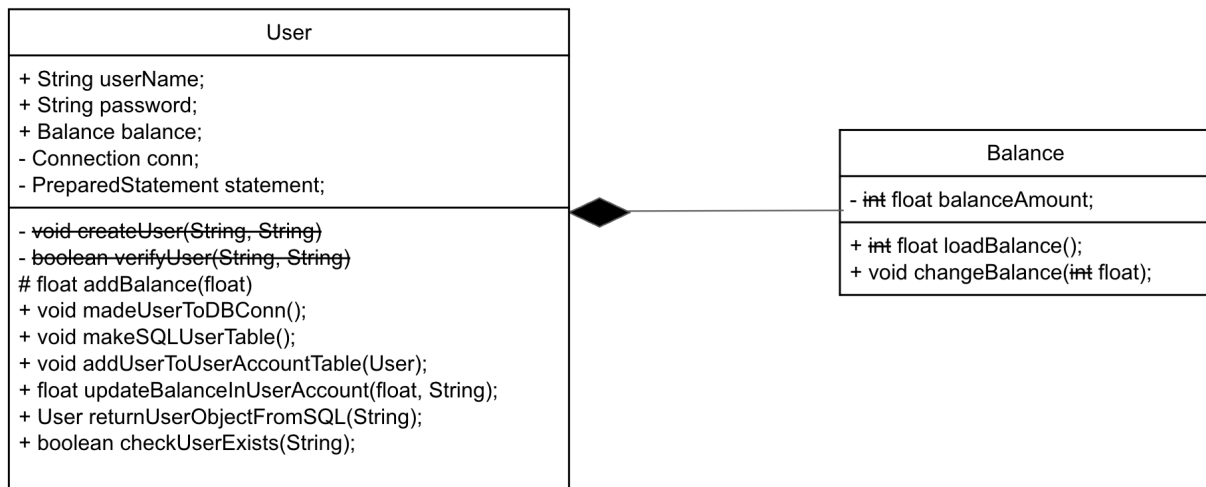 User
+ String userName;
+ String password;
+ Balance balance;
- Connection conn;
- PreparedStatement statement;
- void createUser(String, String)
- boolean verifyUser(String, String)
# float addBalance(float)
+ void madeUserToDBConn();
+ void makeSQLUserTable();
+ void addUserToUserAccountTable(User);
+ float updateBalanceInUserAccount(float, String);
+ User returnUserObjectFromSQL(String);
+ boolean checkUserExists(String);
Balance
- int float balanceAmount;
+ int float loadBalance();
+ void changeBalance(int float);